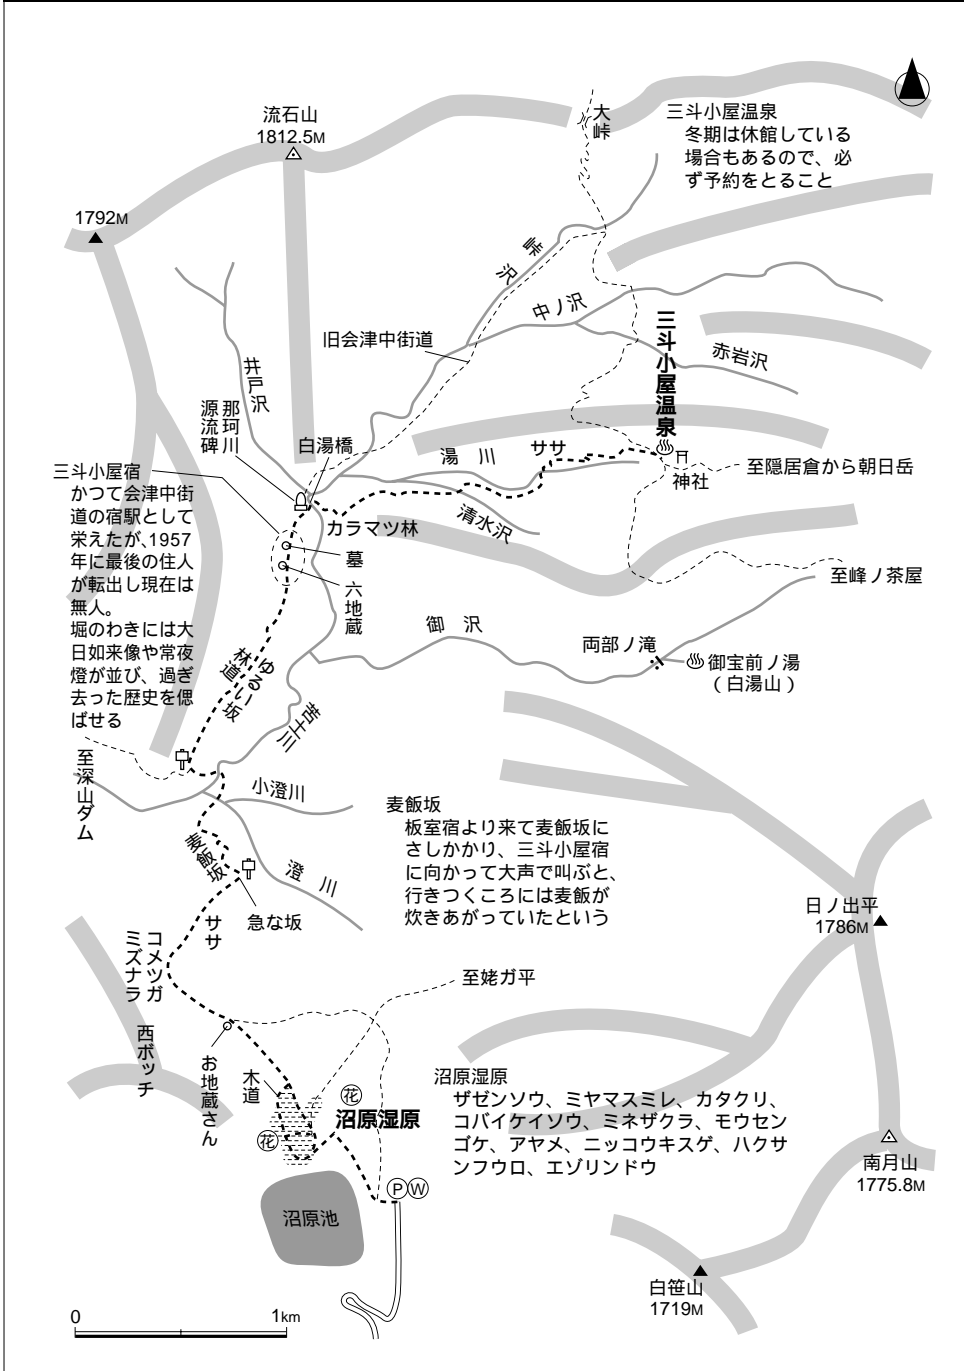 流石山
1812.5M
大峠
三斗小屋温泉
冬期は休館している
場合もあるので、必
ず予約をとること
1792M
峠沢
中ノ沢
旧会津中街道
三斗小屋温泉
赤岩沢
井戸沢
那珂川
源流碑
白湯橋
湯川
ササ
神社
至隠居倉から朝日岳
三斗小屋宿
かつて会津中街
道の宿駅として
栄えたが、1957
年に最後の住人
が転出し現在は
無人。
堀のわきには大
日如来像や常夜
燈が並び、過ぎ
去った歴史を偲
ばせる
カラマツ林
清水沢
墓
六地蔵
至峰ノ茶屋
御沢
両部ノ滝
御宝前ノ湯
(白湯山)
ゆるい坂
林道
苦土川
至深山ダム
小澄川
麦飯坂
板室宿より来て麦飯坂に
さしかかり、三斗小屋宿
に向かって大声で叫ぶと、
行きつくころには麦飯が
炊きあがっていたという
麦飯坂
澄川
急な坂
ササ
日ノ出平
1786M
コメツガ
ミズナラ
至姥ガ平
西ボッチ
お地蔵さん
木道
花
沼原湿原
花
沼原湿原
ザゼンソウ、ミヤマスミレ、カタクリ、
コバイケイソウ、ミネザクラ、モウセン
ゴケ、アヤメ、ニッコウキスゲ、ハクサ
ンフウロ、エゾリンドウ
南月山
1775.8M
PW
沼原池
白笹山
1719M
0 1km